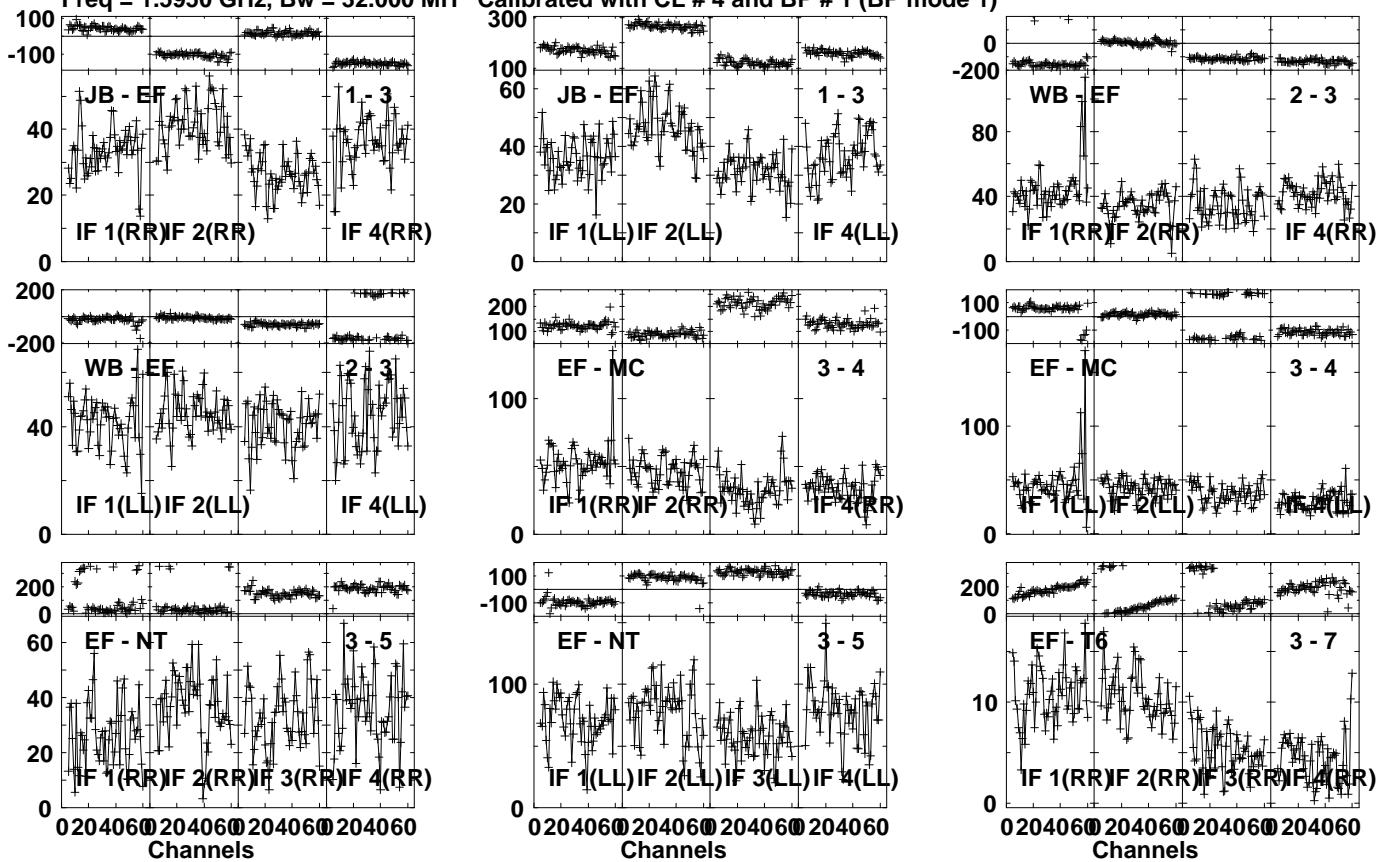 Freq = 1.5950 GHz, Bw = 32.000 MH Calibrated with CL # 4 and BP # 1 (BP mode 1)
100
0
-100
JB - EF 1 - 3
40
20
0
IF 1(RR) IF 2(RR) IF 4(RR)
300
200
100
JB - EF 1 - 3
60
40
20
0
IF 1(LL) IF 2(LL) IF 4(LL)
0
-200
WB - EF 2 - 3
80
40
0
IF 1(RR) IF 2(RR) IF 4(RR)
200
0
-200
WB - EF 2 - 3
40
0
IF 1(LL) IF 2(LL) IF 4(LL)
200
100
EF - MC 3 - 4
100
0
IF 1(RR) IF 2(RR) IF 4(RR)
100
-100
EF - MC 3 - 4
100
0
IF 1(LL) IF 2(LL) IF 4(LL)
200
0
EF - NT 3 - 5
60
40
20
0
IF 1(RR) IF 2(RR) IF 3(RR) IF 4(RR)
0 20 40 60 0 20 40 60 0 20 40 60 0 20 40 60
Channels
100
-100
EF - NT 3 - 5
100
0
IF 1(LL) IF 2(LL) IF 3(LL) IF 4(LL)
0 20 40 60 0 20 40 60 0 20 40 60 0 20 40 60
Channels
200
0
EF - T6 3 - 7
10
0
IF 1(RR) IF 2(RR) IF 3(RR) IF 4(RR)
0 20 40 60 0 20 40 60 0 20 40 60 0 20 40 60
Channels